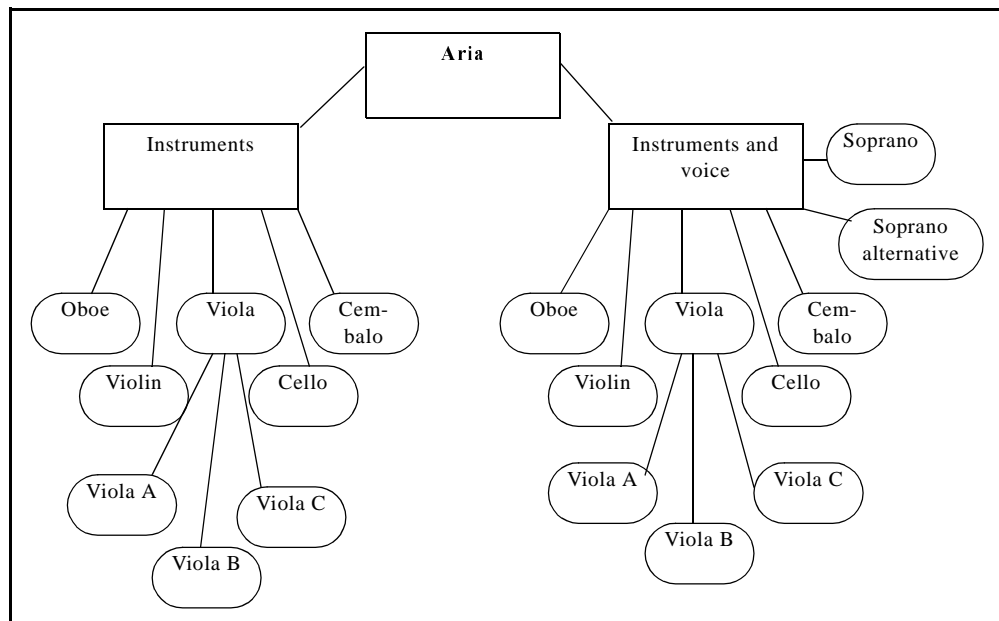 Aria
Instruments
Instruments and
voice
Soprano
Soprano
alternative
Oboe
Viola
Cem-
balo
Violin
Cello
Viola A
Viola C
Viola B
Oboe
Viola
Cem-
balo
Violin
Cello
Viola A
Viola C
Viola B